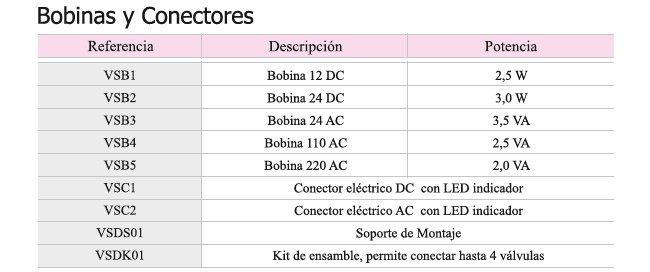 Bobinas y Conectores
Referencia Descripción Potencia
VSB1 Bobina 12 DC 2,5 W
VSB2 Bobina 24 DC 3,0 W
VSB3 Bobina 24 AC 3,5 VA
VSB4 Bobina 110 AC 2,5 VA
VSB5 Bobina 220 AC 2,0 VA
VSC1 Conector eléctrico DC con LED indicador
VSC2 Conector eléctrico AC con LED indicador
VSDS01 Soporte de Montaje
VSDK01 Kit de ensamble, permite conectar hasta 4 válvulas